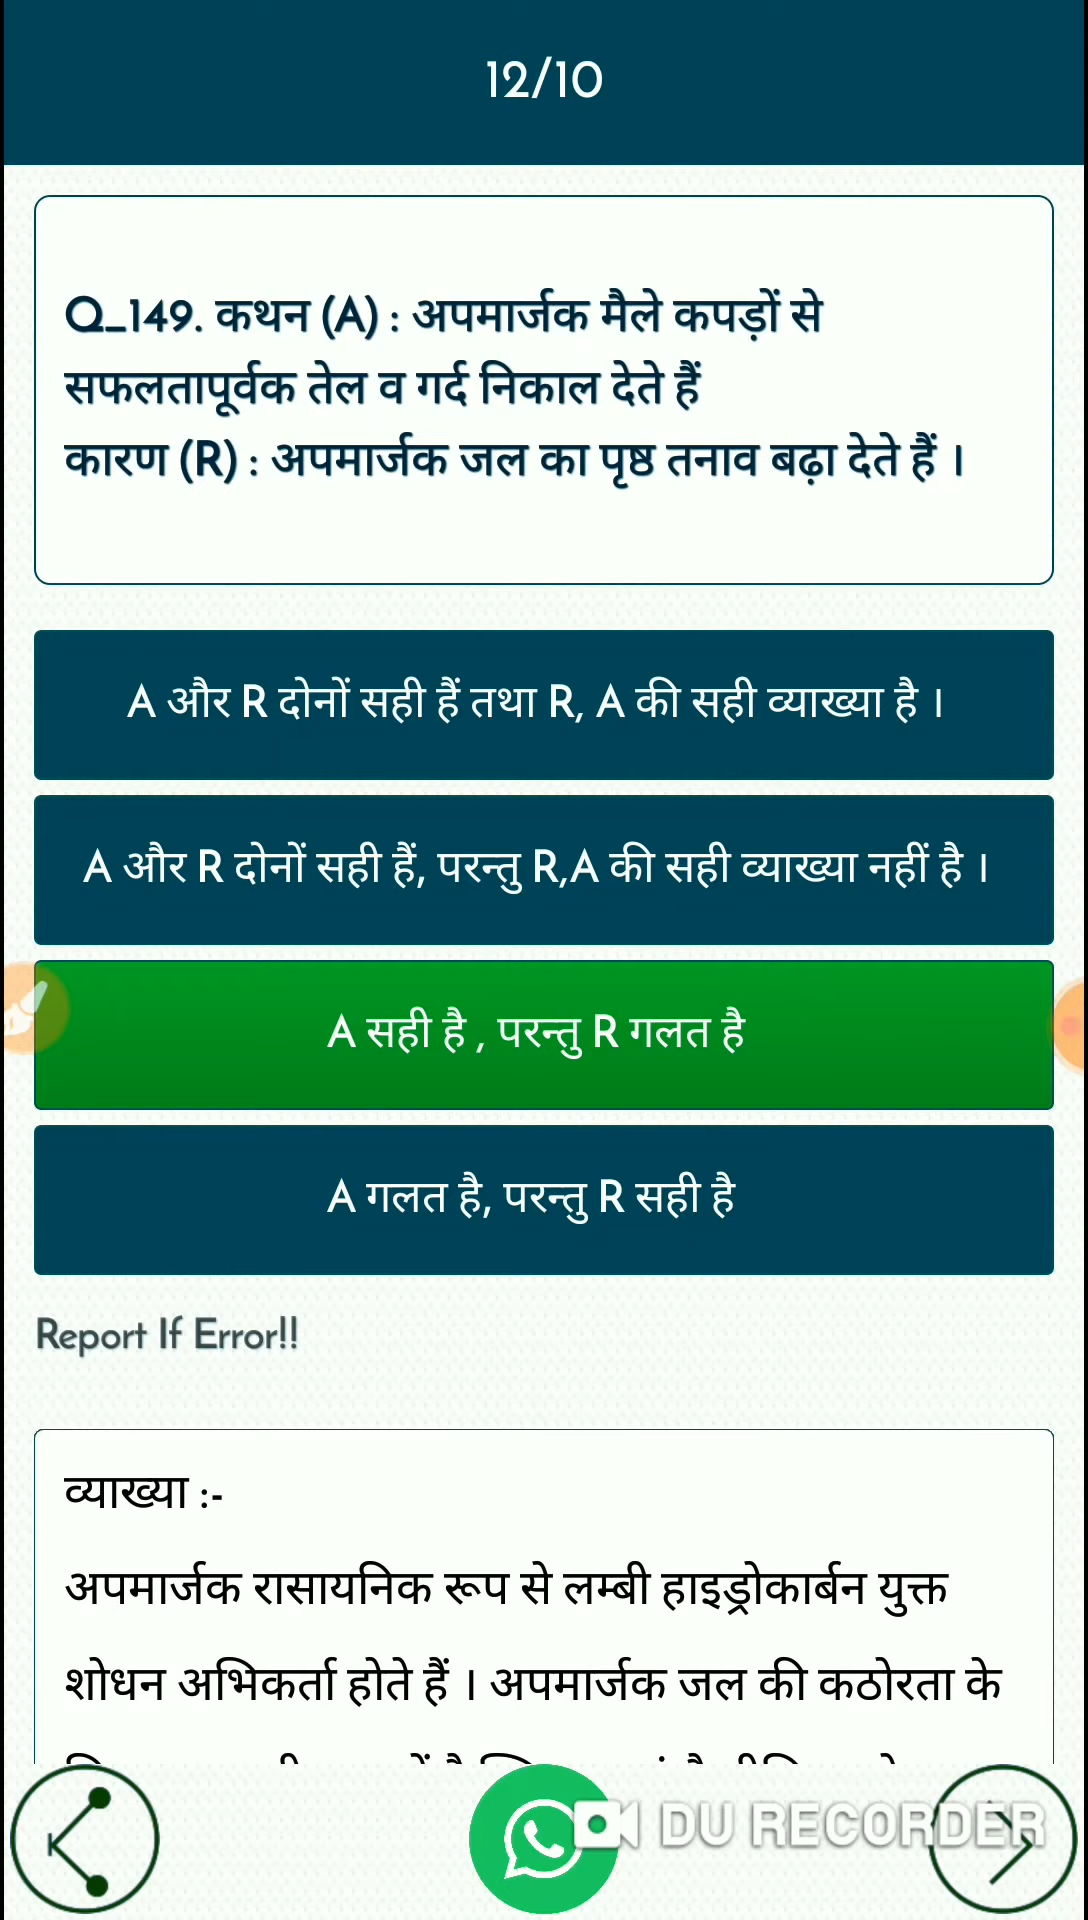 12/10
Q_149. कथन (A) : अपमार्जक मैले कपड़ों से
सफलतापूर्वक तेल व गर्द निकाल देते हैं
कारण (R) : अपमार्जक जल का पृष्ठ तनाव बढ़ा देते हैं ।
A और R दोनों सही हैं तथा R, A की सही व्याख्या है ।
A और R दोनों सही हैं, परन्तु R,A की सही व्याख्या नहीं है ।
A सही है , परन्तु R गलत है
A गलत है, परन्तु R सही है
Report If Error!!
व्याख्या :-
अपमार्जक रासायनिक रूप से लम्बी हाइड्रोकार्बन युक्त
शोधन अभिकर्ता होते हैं । अपमार्जक जल की कठोरता के
DU RECORDER